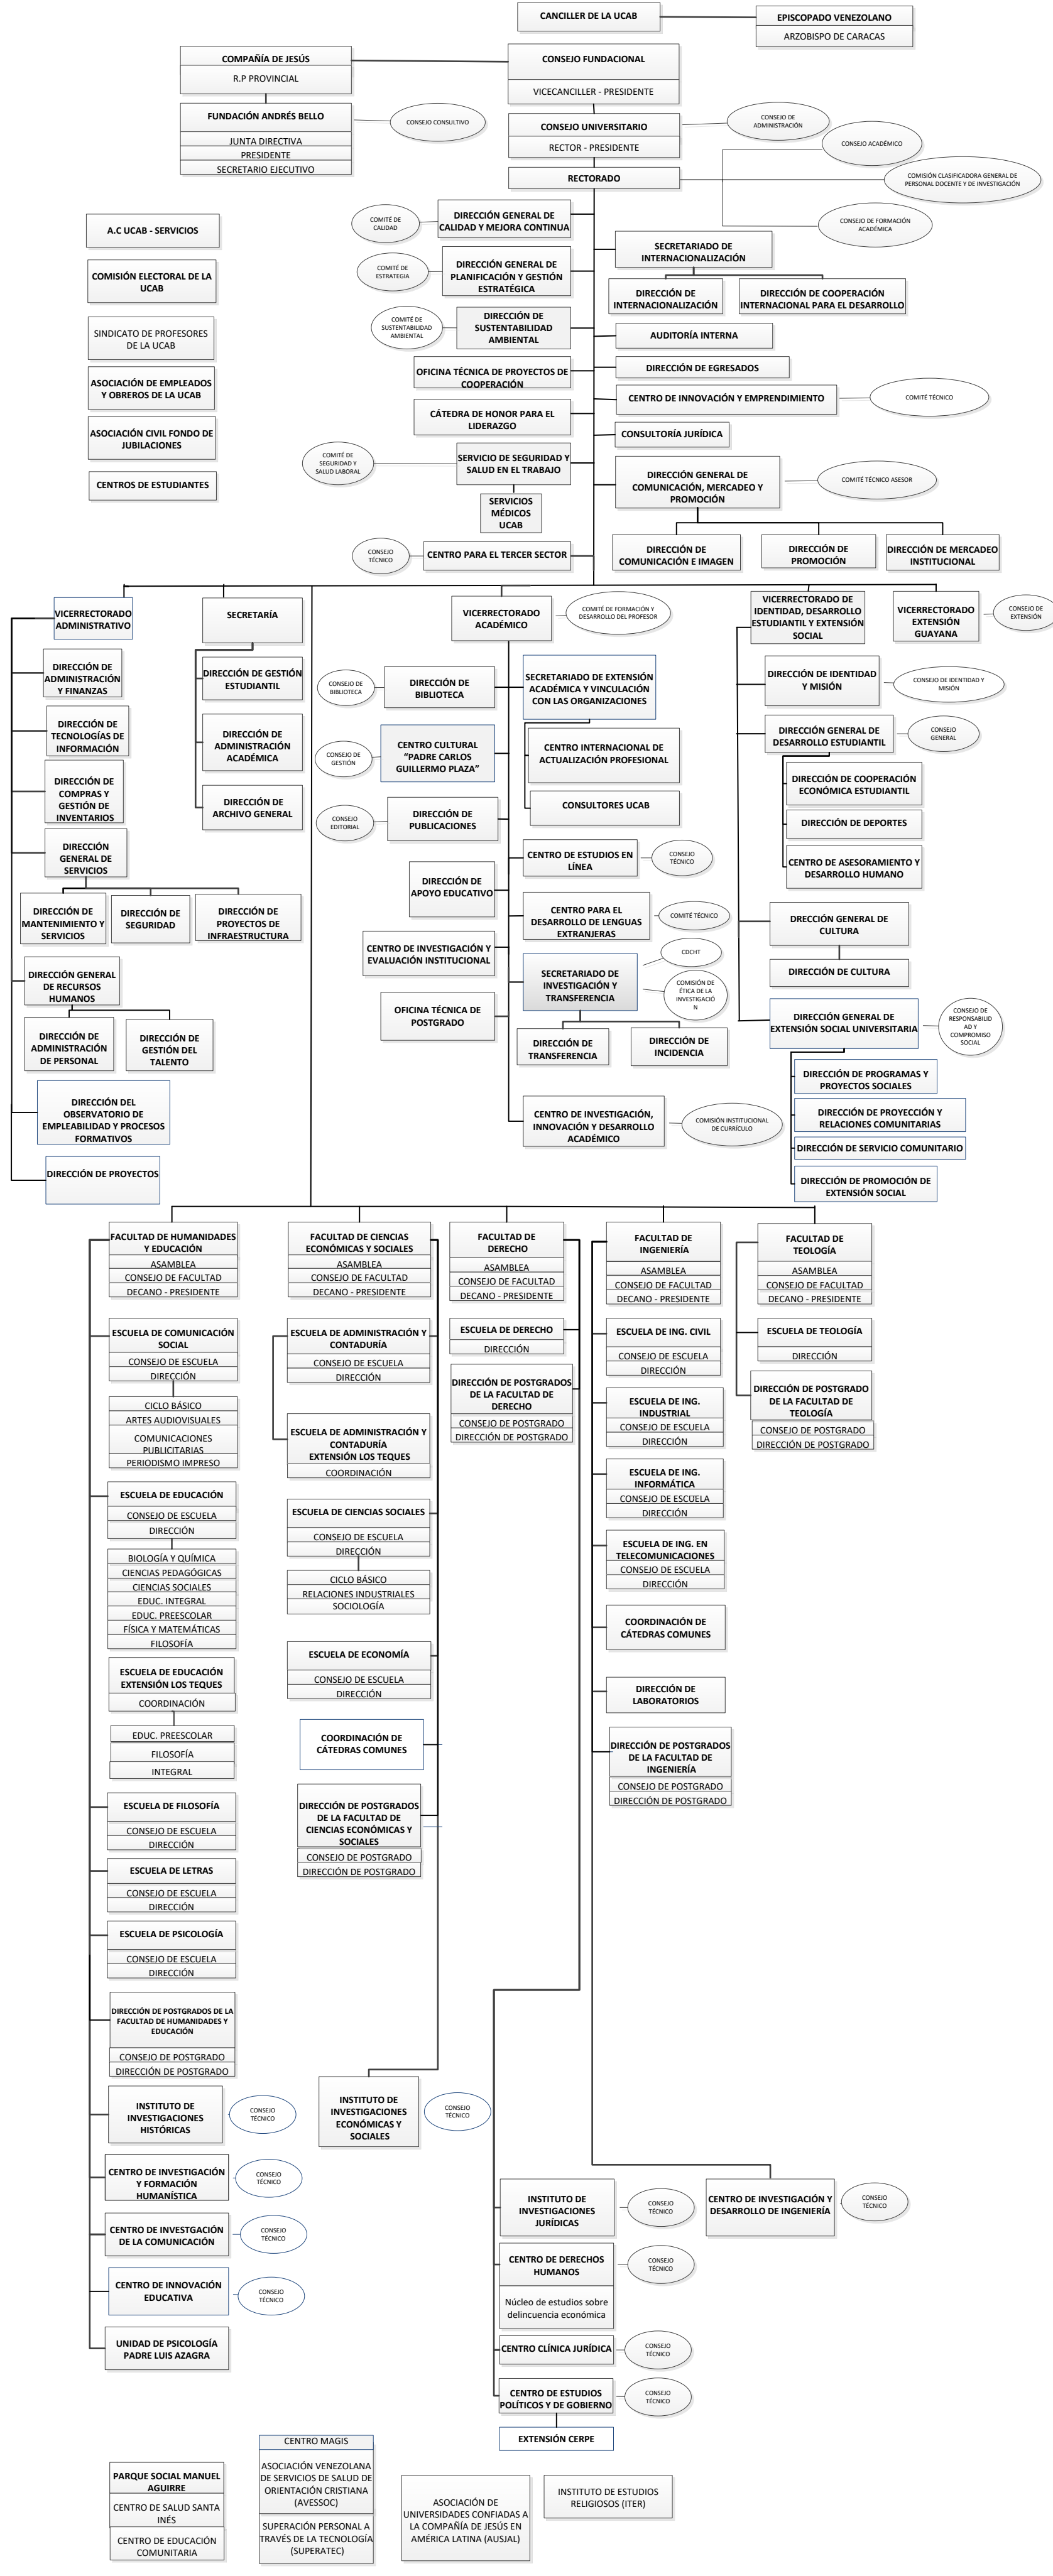 CANCILLER DE LA UCAB
EPISCOPADO VENEZOLANO
ARZOBISPO DE CARACAS
COMPAÑÍA DE JESÚS
R.P PROVINCIAL
CONSEJO FUNDACIONAL
VICECANCILLER - PRESIDENTE
FUNDACIÓN ANDRÉS BELLO
JUNTA DIRECTIVA
PRESIDENTE
SECRETARIO EJECUTIVO
CONSEJO CONSULTIVO
CONSEJO UNIVERSITARIO
RECTOR - PRESIDENTE
CONSEJO DE
ADMINISTRACIÓN
CONSEJO ACADÉMICO
RECTORADO
COMISIÓN CLASIFICADORA GENERAL DE
PERSONAL DOCENTE Y DE INVESTIGACIÓN
CONSEJO DE FORMACIÓN
ACADÉMICA
A.C UCAB - SERVICIOS
COMISIÓN ELECTORAL DE LA
UCAB
SINDICATO DE PROFESORES
DE LA UCAB
ASOCIACIÓN DE EMPLEADOS
Y OBREROS DE LA UCAB
ASOCIACIÓN CIVIL FONDO DE
JUBILACIONES
CENTROS DE ESTUDIANTES
COMITÉ DE
CALIDAD
DIRECCIÓN GENERAL DE
CALIDAD Y MEJORA CONTINUA
COMITÉ DE
ESTRATEGIA
DIRECCIÓN GENERAL DE
PLANIFICACIÓN Y GESTIÓN
ESTRATÉGICA
COMITÉ DE
SUSTENTABILIDAD
AMBIENTAL
DIRECCIÓN DE
SUSTENTABILIDAD
AMBIENTAL
OFICINA TÉCNICA DE PROYECTOS DE
COOPERACIÓN
CÁTEDRA DE HONOR PARA EL
LIDERAZGO
COMITÉ DE
SEGURIDAD Y
SALUD LABORAL
SERVICIO DE SEGURIDAD Y
SALUD EN EL TRABAJO
SERVICIOS
MÉDICOS
UCAB
CONSEJO
TÉCNICO
CENTRO PARA EL TERCER SECTOR
SECRETARIADO DE
INTERNACIONALIZACIÓN
DIRECCIÓN DE
INTERNACIONALIZACIÓN
DIRECCIÓN DE COOPERACIÓN
INTERNACIONAL PARA EL DESARROLLO
AUDITORÍA INTERNA
DIRECCIÓN DE EGRESADOS
CENTRO DE INNOVACIÓN Y EMPRENDIMIENTO
COMITÉ TÉCNICO
CONSULTORÍA JURÍDICA
DIRECCIÓN GENERAL DE
COMUNICACIÓN, MERCADEO Y
PROMOCIÓN
COMITÉ TÉCNICO ASESOR
DIRECCIÓN DE
COMUNICACIÓN E IMAGEN
DIRECCIÓN DE
PROMOCIÓN
DIRECCIÓN DE MERCADEO
INSTITUCIONAL
VICERRECTORADO
ADMINISTRATIVO
DIRECCIÓN DE
ADMINISTRACIÓN
Y FINANZAS
DIRECCIÓN DE
TECNOLOGÍAS DE
INFORMACIÓN
DIRECCIÓN DE
COMPRAS Y
GESTIÓN DE
INVENTARIOS
DIRECCIÓN
GENERAL DE
SERVICIOS
DIRECCIÓN DE
MANTENIMIENTO Y
SERVICIOS
DIRECCIÓN DE
SEGURIDAD
DIRECCIÓN DE
PROYECTOS DE
INFRAESTRUCTURA
DIRECCIÓN GENERAL
DE RECURSOS
HUMANOS
DIRECCIÓN DE
ADMINISTRACIÓN
DE PERSONAL
DIRECCIÓN DE
GESTIÓN DEL
TALENTO
DIRECCIÓN DEL
OBSERVATORIO DE
EMPLEABILIDAD Y PROCESOS
FORMATIVOS
DIRECCIÓN DE PROYECTOS
SECRETARÍA
DIRECCIÓN DE GESTIÓN
ESTUDIANTIL
DIRECCIÓN DE
ADMINISTRACIÓN
ACADÉMICA
DIRECCIÓN DE
ARCHIVO GENERAL
VICERRECTORADO
ACADÉMICO
COMITÉ DE FORMACIÓN Y
DESARROLLO DEL PROFESOR
CONSEJO DE
BIBLIOTECA
DIRECCIÓN DE
BIBLIOTECA
CONSEJO DE
GESTIÓN
CENTRO CULTURAL
“PADRE CARLOS
GUILLERMO PLAZA”
CONSEJO
EDITORIAL
DIRECCIÓN DE
PUBLICACIONES
DIRECCIÓN DE
APOYO EDUCATIVO
CENTRO DE INVESTIGACIÓN Y
EVALUACIÓN INSTITUCIONAL
OFICINA TÉCNICA DE
POSTGRADO
SECRETARIADO DE EXTENSIÓN
ACADÉMICA Y VINCULACIÓN
CON LAS ORGANIZACIONES
CENTRO INTERNACIONAL DE
ACTUALIZACIÓN PROFESIONAL
CONSULTORES UCAB
CENTRO DE ESTUDIOS EN
LÍNEA
CONSEJO
TÉCNICO
CENTRO PARA EL
DESARROLLO DE LENGUAS
EXTRANJERAS
COMITÉ TÉCNICO
SECRETARIADO DE
INVESTIGACIÓN Y
TRANSFERENCIA
CDCHT
COMISIÓN DE
ÉTICA DE LA
INVESTIGACIÓ
N
DIRECCIÓN DE
TRANSFERENCIA
DIRECCIÓN DE
INCIDENCIA
CENTRO DE INVESTIGACIÓN,
INNOVACIÓN Y DESARROLLO
ACADÉMICO
COMISIÓN INSTITUCIONAL
DE CURRÍCULO
VICERRECTORADO DE
IDENTIDAD, DESARROLLO
ESTUDIANTIL Y EXTENSIÓN
SOCIAL
VICERRECTORADO
EXTENSIÓN
GUAYANA
CONSEJO DE
EXTENSIÓN
DIRECCIÓN DE IDENTIDAD
Y MISIÓN
CONSEJO DE IDENTIDAD Y
MISIÓN
DIRECCIÓN GENERAL DE
DESARROLLO ESTUDIANTIL
CONSEJO
GENERAL
DIRECCIÓN DE COOPERACIÓN
ECONÓMICA ESTUDIANTIL
DIRECCIÓN DE DEPORTES
CENTRO DE ASESORAMIENTO Y
DESARROLLO HUMANO
DRECCIÓN GENERAL DE
CULTURA
DIRECCIÓN DE CULTURA
DIRECCIÓN GENERAL DE
EXTENSIÓN SOCIAL UNIVERSITARIA
CONSEJO DE
RESPONSABILID
AD Y
COMPROMISO
SOCIAL
DIRECCIÓN DE PROGRAMAS Y
PROYECTOS SOCIALES
DIRECCIÓN DE PROYECCIÓN Y
RELACIONES COMUNITARIAS
DIRECCIÓN DE SERVICIO COMUNITARIO
DIRECCIÓN DE PROMOCIÓN DE
EXTENSIÓN SOCIAL
FACULTAD DE HUMANIDADES
Y EDUCACIÓN
ASAMBLEA
CONSEJO DE FACULTAD
DECANO - PRESIDENTE
ESCUELA DE COMUNICACIÓN
SOCIAL
CONSEJO DE ESCUELA
DIRECCIÓN
CICLO BÁSICO
ARTES AUDIOVISUALES
COMUNICACIONES
PUBLICITARIAS
PERIODISMO IMPRESO
ESCUELA DE EDUCACIÓN
CONSEJO DE ESCUELA
DIRECCIÓN
BIOLOGÍA Y QUÍMICA
CIENCIAS PEDAGÓGICAS
CIENCIAS SOCIALES
EDUC. INTEGRAL
EDUC. PREESCOLAR
FÍSICA Y MATEMÁTICAS
FILOSOFÍA
ESCUELA DE EDUCACIÓN
EXTENSIÓN LOS TEQUES
COORDINACIÓN
EDUC. PREESCOLAR
FILOSOFÍA
INTEGRAL
ESCUELA DE FILOSOFÍA
CONSEJO DE ESCUELA
DIRECCIÓN
ESCUELA DE LETRAS
CONSEJO DE ESCUELA
DIRECCIÓN
ESCUELA DE PSICOLOGÍA
CONSEJO DE ESCUELA
DIRECCIÓN
DIRECCIÓN DE POSTGRADOS DE LA
FACULTAD DE HUMANIDADES Y
EDUCACIÓN
CONSEJO DE POSTGRADO
DIRECCIÓN DE POSTGRADO
INSTITUTO DE
INVESTIGACIONES
HISTÓRICAS
CONSEJO
TÉCNICO
CENTRO DE INVESTIGACIÓN
Y FORMACIÓN
HUMANÍSTICA
CONSEJO
TÉCNICO
CENTRO DE INVESTGACIÓN
DE LA COMUNICACIÓN
CONSEJO
TÉCNICO
CENTRO DE INNOVACIÓN
EDUCATIVA
CONSEJO
TÉCNICO
UNIDAD DE PSICOLOGÍA
PADRE LUIS AZAGRA
FACULTAD DE CIENCIAS
ECONÓMICAS Y SOCIALES
ASAMBLEA
CONSEJO DE FACULTAD
DECANO - PRESIDENTE
ESCUELA DE ADMINISTRACIÓN Y
CONTADURÍA
CONSEJO DE ESCUELA
DIRECCIÓN
ESCUELA DE ADMINISTRACIÓN Y
CONTADURÍA
EXTENSIÓN LOS TEQUES
COORDINACIÓN
ESCUELA DE CIENCIAS SOCIALES
CONSEJO DE ESCUELA
DIRECCIÓN
CICLO BÁSICO
RELACIONES INDUSTRIALES
SOCIOLOGÍA
ESCUELA DE ECONOMÍA
CONSEJO DE ESCUELA
DIRECCIÓN
COORDINACIÓN DE
CÁTEDRAS COMUNES
DIRECCIÓN DE POSTGRADOS
DE LA FACULTAD DE
CIENCIAS ECONÓMICAS Y
SOCIALES
CONSEJO DE POSTGRADO
DIRECCIÓN DE POSTGRADO
INSTITUTO DE
INVESTIGACIONES
ECONÓMICAS Y
SOCIALES
CONSEJO
TÉCNICO
FACULTAD DE
DERECHO
ASAMBLEA
CONSEJO DE FACULTAD
DECANO - PRESIDENTE
ESCUELA DE DERECHO
DIRECCIÓN
DIRECCIÓN DE POSTGRADOS
DE LA FACULTAD DE
DERECHO
CONSEJO DE POSTGRADO
DIRECCIÓN DE POSTGRADO
INSTITUTO DE
INVESTIGACIONES
JURÍDICAS
CONSEJO
TÉCNICO
CENTRO DE DERECHOS
HUMANOS
CONSEJO
TÉCNICO
Núcleo de estudios sobre
delincuencia económica
CENTRO CLÍNICA JURÍDICA
CONSEJO
TÉCNICO
CENTRO DE ESTUDIOS
POLÍTICOS Y DE GOBIERNO
CONSEJO
TÉCNICO
EXTENSIÓN CERPE
FACULTAD DE
INGENIERÍA
ASAMBLEA
CONSEJO DE FACULTAD
DECANO - PRESIDENTE
ESCUELA DE ING. CIVIL
CONSEJO DE ESCUELA
DIRECCIÓN
ESCUELA DE ING.
INDUSTRIAL
CONSEJO DE ESCUELA
DIRECCIÓN
ESCUELA DE ING.
INFORMÁTICA
CONSEJO DE ESCUELA
DIRECCIÓN
ESCUELA DE ING. EN
TELECOMUNICACIONES
CONSEJO DE ESCUELA
DIRECCIÓN
COORDINACIÓN DE
CÁTEDRAS COMUNES
DIRECCIÓN DE
LABORATORIOS
DIRECCIÓN DE POSTGRADOS
DE LA FACULTAD DE
INGENIERÍA
CONSEJO DE POSTGRADO
DIRECCIÓN DE POSTGRADO
CENTRO DE INVESTIGACIÓN Y
DESARROLLO DE INGENIERÍA
CONSEJO
TÉCNICO
FACULTAD DE
TEOLOGÍA
ASAMBLEA
CONSEJO DE FACULTAD
DECANO - PRESIDENTE
ESCUELA DE TEOLOGÍA
DIRECCIÓN
DIRECCIÓN DE POSTGRADO
DE LA FACULTAD DE
TEOLOGÍA
CONSEJO DE POSTGRADO
DIRECCIÓN DE POSTGRADO
PARQUE SOCIAL MANUEL
AGUIRRE
CENTRO DE SALUD SANTA
INÉS
CENTRO DE EDUCACIÓN
COMUNITARIA
CENTRO MAGIS
ASOCIACIÓN VENEZOLANA
DE SERVICIOS DE SALUD DE
ORIENTACIÓN CRISTIANA
(AVESSOC)
SUPERACIÓN PERSONAL A
TRAVÉS DE LA TECNOLOGÍA
(SUPERATEC)
ASOCIACIÓN DE
UNIVERSIDADES CONFIADAS A
LA COMPAÑÍA DE JESÚS EN
AMÉRICA LATINA (AUSJAL)
INSTITUTO DE ESTUDIOS
RELIGIOSOS (ITER)